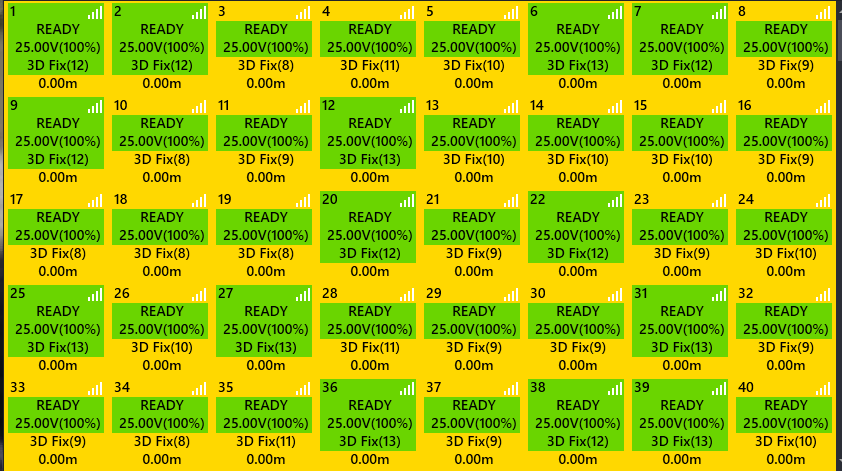 1 2 3 4 5 6 7 8
READY READY READY READY READY READY READY READY
25.00V(100%) 25.00V(100%) 25.00V(100%) 25.00V(100%) 25.00V(100%) 25.00V(100%) 25.00V(100%) 25.00V(100%)
3D Fix(12) 3D Fix(12) 3D Fix(8) 3D Fix(11) 3D Fix(10) 3D Fix(13) 3D Fix(12) 3D Fix(9)
0.00m 0.00m 0.00m 0.00m 0.00m 0.00m 0.00m 0.00m
9 10 11 12 13 14 15 16
READY READY READY READY READY READY READY READY
25.00V(100%) 25.00V(100%) 25.00V(100%) 25.00V(100%) 25.00V(100%) 25.00V(100%) 25.00V(100%) 25.00V(100%)
3D Fix(12) 3D Fix(8) 3D Fix(9) 3D Fix(13) 3D Fix(10) 3D Fix(10) 3D Fix(10) 3D Fix(9)
0.00m 0.00m 0.00m 0.00m 0.00m 0.00m 0.00m 0.00m
17 18 19 20 21 22 23 24
READY READY READY READY READY READY READY READY
25.00V(100%) 25.00V(100%) 25.00V(100%) 25.00V(100%) 25.00V(100%) 25.00V(100%) 25.00V(100%) 25.00V(100%)
3D Fix(8) 3D Fix(8) 3D Fix(8) 3D Fix(12) 3D Fix(9) 3D Fix(12) 3D Fix(9) 3D Fix(10)
0.00m 0.00m 0.00m 0.00m 0.00m 0.00m 0.00m 0.00m
25 26 27 28 29 30 31 32
READY READY READY READY READY READY READY READY
25.00V(100%) 25.00V(100%) 25.00V(100%) 25.00V(100%) 25.00V(100%) 25.00V(100%) 25.00V(100%) 25.00V(100%)
3D Fix(13) 3D Fix(10) 3D Fix(13) 3D Fix(11) 3D Fix(9) 3D Fix(9) 3D Fix(13) 3D Fix(9)
0.00m 0.00m 0.00m 0.00m 0.00m 0.00m 0.00m 0.00m
33 34 35 36 37 38 39 40
READY READY READY READY READY READY READY READY
25.00V(100%) 25.00V(100%) 25.00V(100%) 25.00V(100%) 25.00V(100%) 25.00V(100%) 25.00V(100%) 25.00V(100%)
3D Fix(9) 3D Fix(8) 3D Fix(11) 3D Fix(13) 3D Fix(9) 3D Fix(12) 3D Fix(13) 3D Fix(10)
0.00m 0.00m 0.00m 0.00m 0.00m 0.00m 0.00m 0.00m